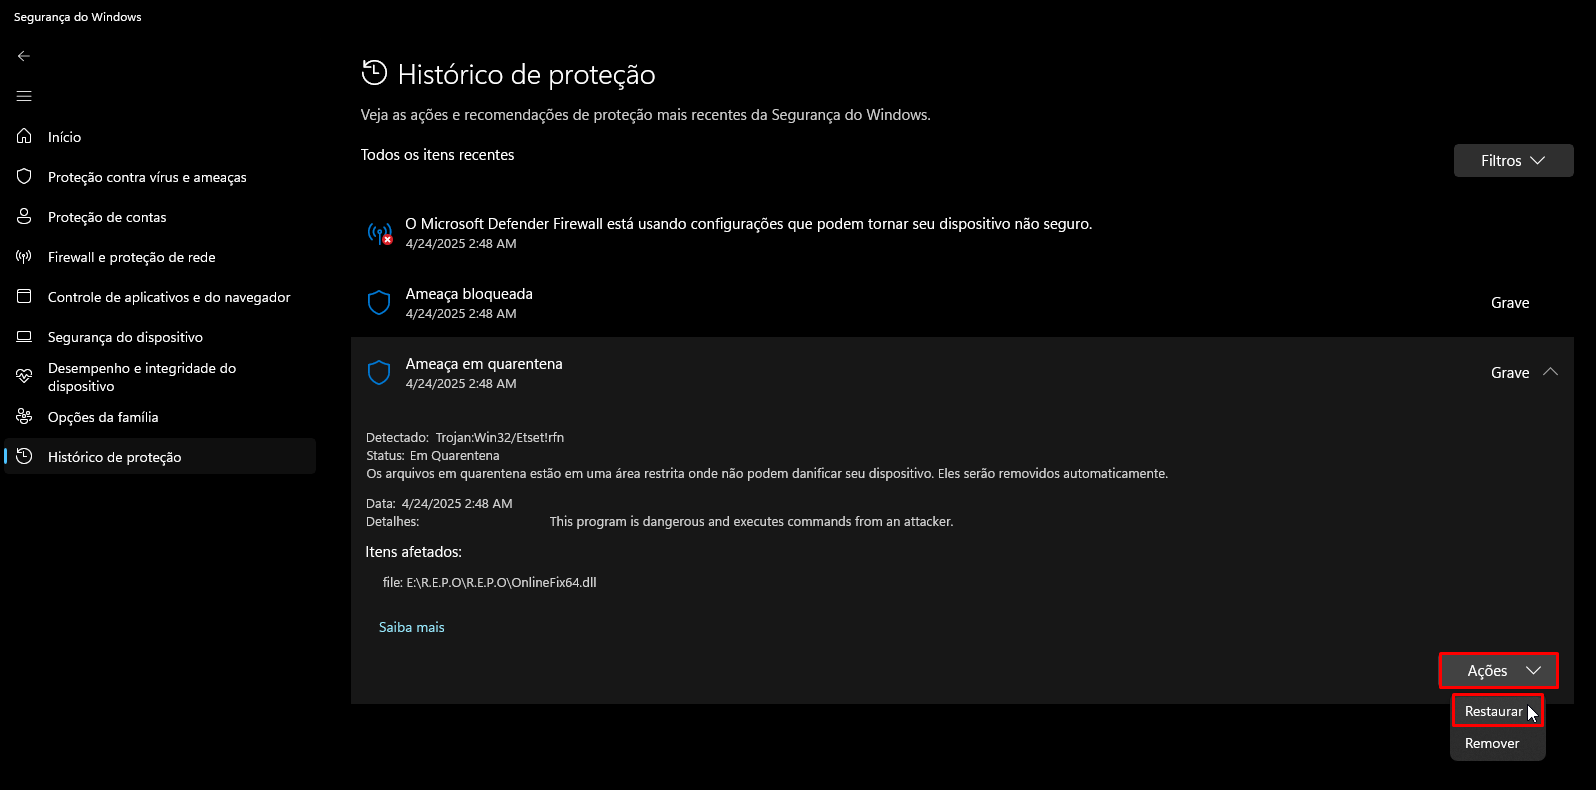 Segurança do Windows
Início
Proteção contra vírus e ameaças
Proteção de contas
Firewall e proteção de rede
Controle de aplicativos e do navegador
Segurança do dispositivo
Desempenho e integridade do
dispositivo
Opções da família
Histórico de proteção
Histórico de proteção
Veja as ações e recomendações de proteção mais recentes da Segurança do Windows.
Todos os itens recentes
Filtros
O Microsoft Defender Firewall está usando configurações que podem tornar seu dispositivo não seguro.
4/24/2025 2:48 AM
Ameaça bloqueada
4/24/2025 2:48 AM
Grave
Ameaça em quarentena
4/24/2025 2:48 AM
Grave
Detectado: Trojan:Win32/Etset!rfn
Status: Em Quarentena
Os arquivos em quarentena estão em uma área restrita onde não podem danificar seu dispositivo. Eles serão removidos automaticamente.
Data: 4/24/2025 2:48 AM
Detalhes: This program is dangerous and executes commands from an attacker.
Itens afetados:
file: E:\R.E.P.O\R.E.P.O\OnlineFix64.dll
Saiba mais
Ações
Restaurar
Remover